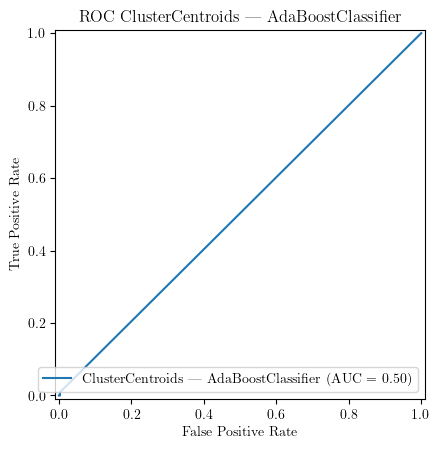 ROC ClusterCentroids — AdaBoostClassifier
True Positive Rate
1.0
0.8
0.6
0.4
0.2
0.0
ClusterCentroids — AdaBoostClassifier (AUC = 0.50)
0.0 0.2 0.4 0.6 0.8 1.0
False Positive Rate